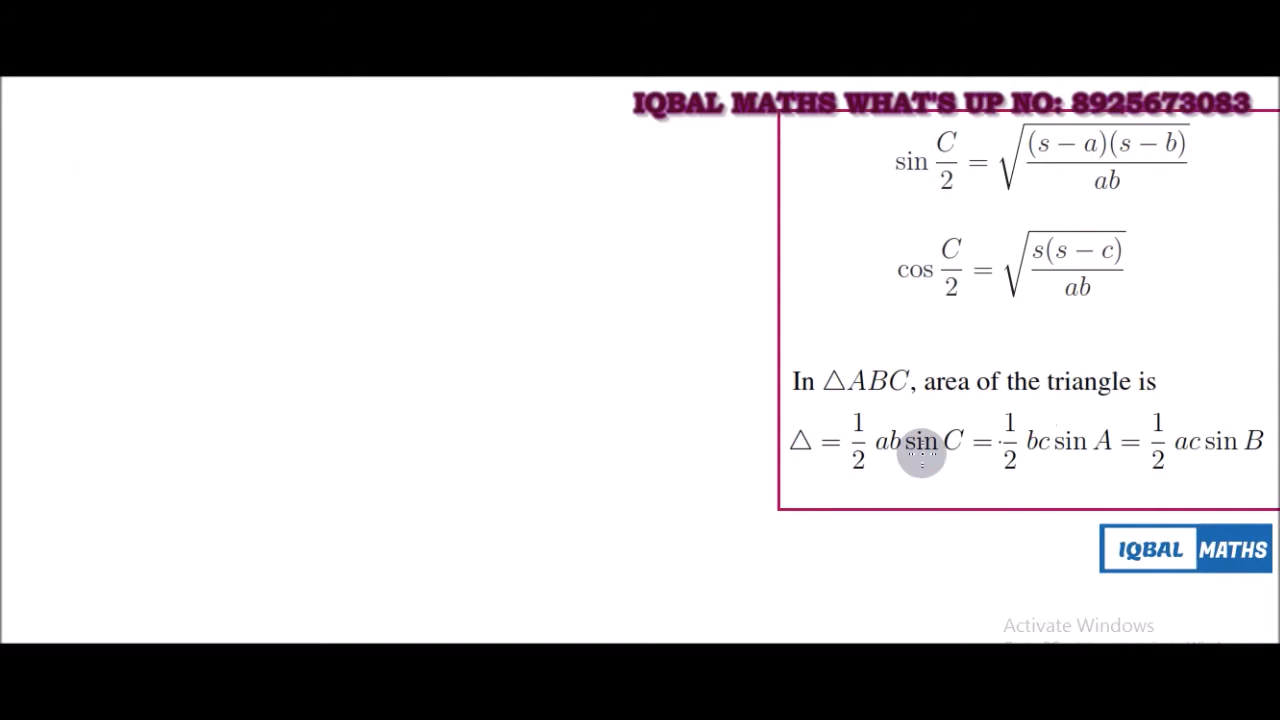 IQBAL MATHS WHAT'S UP NO: 8925673083
sin C/2 = √((s − a)(s − b)/ab)
cos C/2 = √(s(s − c)/ab)
In △ABC, area of the triangle is
△ = 1/2 ab sin C = 1/2 bc sin A = 1/2 ac sin B
IQBAL MATHS
Activate Windows